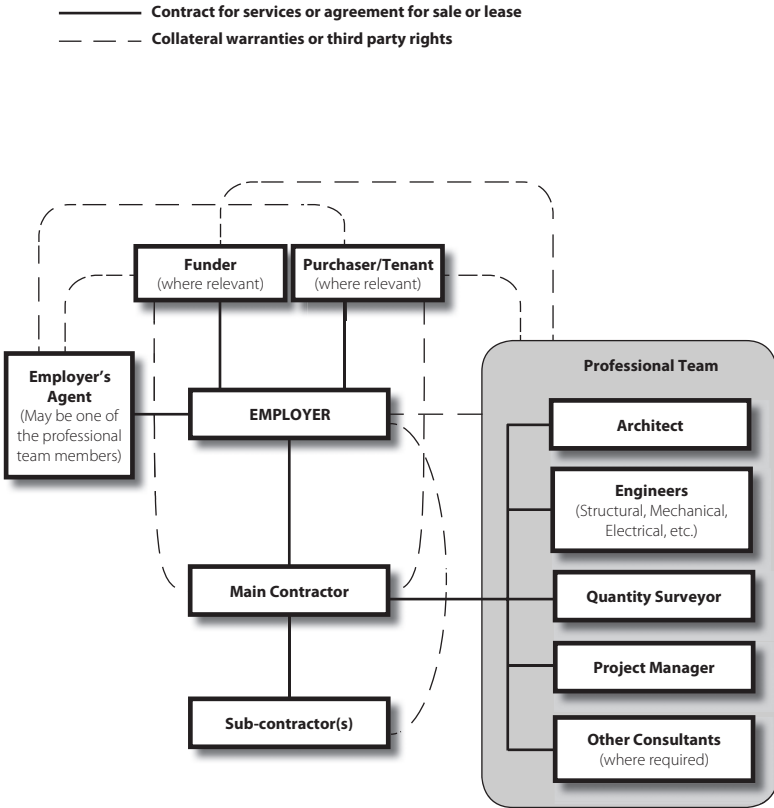 Contract for services or agreement for sale or lease
Collateral warranties or third party rights
Funder
(where relevant)
Purchaser/Tenant
(where relevant)
Employer's
Agent
(May be one of
the professional
team members)
EMPLOYER
Main Contractor
Sub-contractor(s)
Professional Team
Architect
Engineers
(Structural, Mechanical,
Electrical, etc.)
Quantity Surveyor
Project Manager
Other Consultants
(where required)